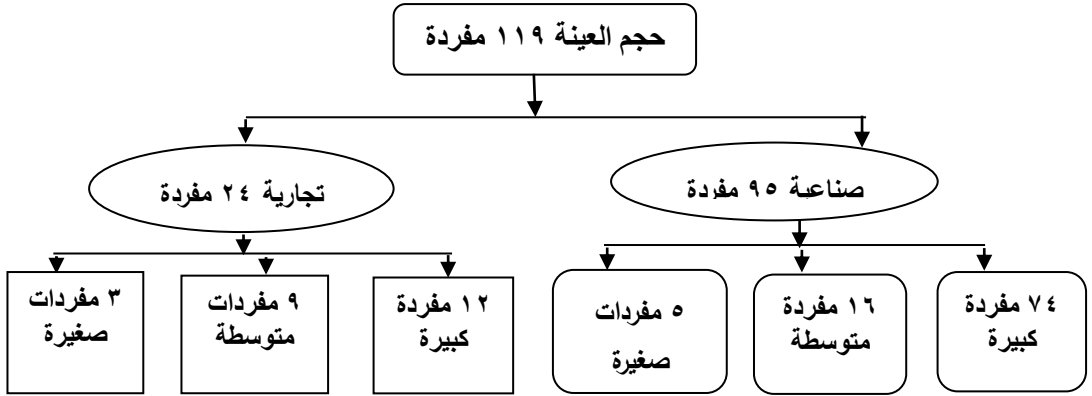 حجم العينة ١١٩ مفردة
صناعية ٩٥ مفردة
تجارية ٢٤ مفردة
٧٤ مفردة
كبيرة
١٦ مفردة
متوسطة
٥ مفردات
صغيرة
١٢ مفردة
كبيرة
٩ مفردات
متوسطة
٣ مفردات
صغيرة